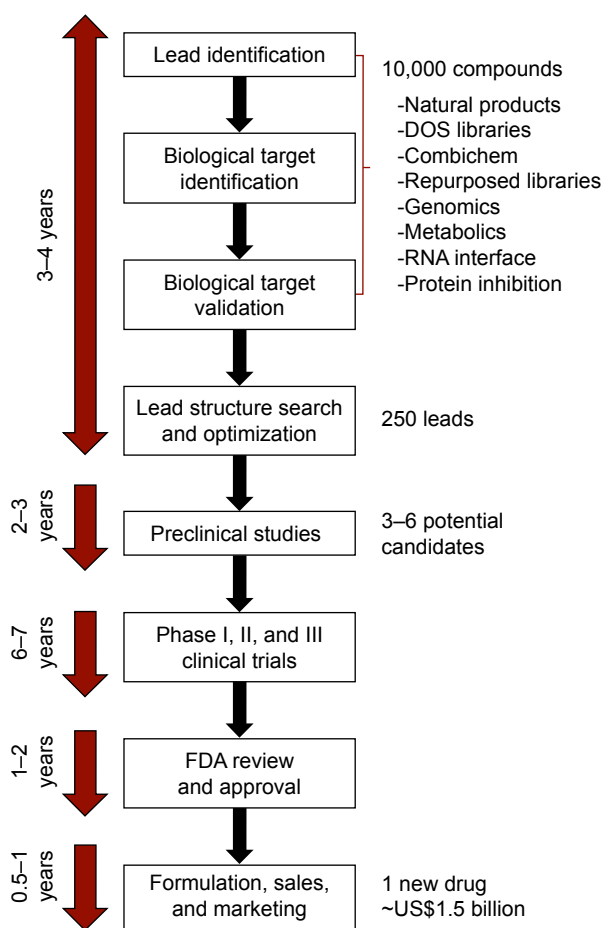 Lead identification
10,000 compounds
-Natural products
-DOS libraries
-Combichem
-Repurposed libraries
-Genomics
-Metabolics
-RNA interface
-Protein inhibition
Biological target
identification
3–4 years
Biological target
validation
Lead structure search
and optimization
250 leads
2–3
years
Preclinical studies
3–6 potential
candidates
6–7
years
Phase I, II, and III
clinical trials
1–2
years
FDA review
and approval
0.5–1
years
Formulation, sales,
and marketing
1 new drug
~US$1.5 billion